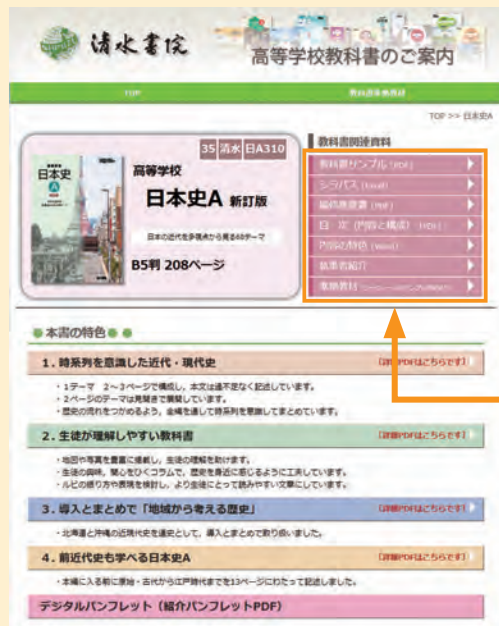 清水書院
高等学校教科書のご案内
TOP
TOP >> 日本史A
35 清水 日A310
高等学校
日本史A 新訂版
日本の近代を多視点から見る60テーマ
B5判 208ページ
日本史
A
教科書関連資料
教科書サンプル (PDF)
シラバス (Excel)
編修趣意書 (PDF)
目 次 (内容と構成) (PDF)
内容の特色 (Word)
執筆者紹介
準拠教材
本書の特色
1. 時系列を意識した近代・現代史
【詳細PDFはこちらです】
・1テーマ 2~3ページで構成し、本文は過不足なく記述しています。
・2ページのテーマは見開きで展開しています。
・歴史の流れをつかめるよう、全編を通して時系列を意識してまとめています。
2. 生徒が理解しやすい教科書
【詳細PDFはこちらです】
・地図や写真を豊富に掲載し、生徒の理解を助けます。
・生徒の興味、関心をひくコラムで、歴史を身近に感じるように工夫しています。
・ルビの振り方や表現を検討し、より生徒にとって読みやすい文章にしています。
3. 導入とまとめで「地域から考える歴史」
【詳細PDFはこちらです】
・北海道と沖縄の近現代史を通史として、導入とまとめで取り扱いました。
4. 前近代史も学べる日本史A
【詳細PDFはこちらです】
・本編に入る前に原始・古代から江戸時代までを13ページにわたって記述しました。
デジタルパンフレット（紹介パンフレットPDF）